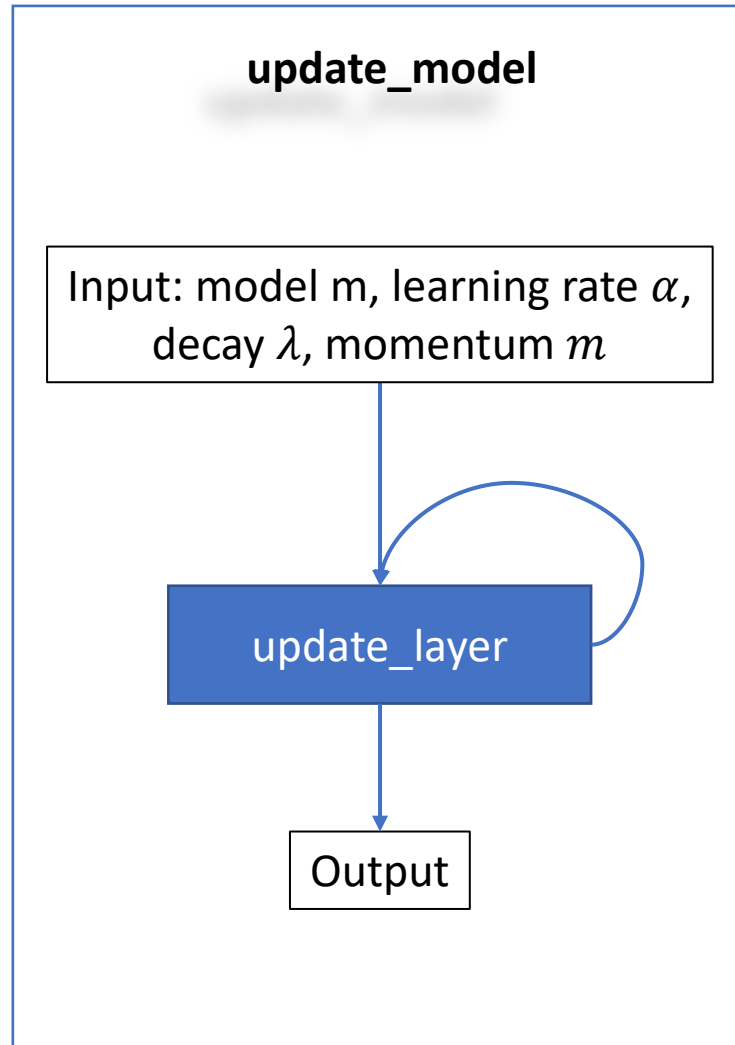 update_model
Input: model m, learning rate α,
decay λ, momentum m
update_layer
Output